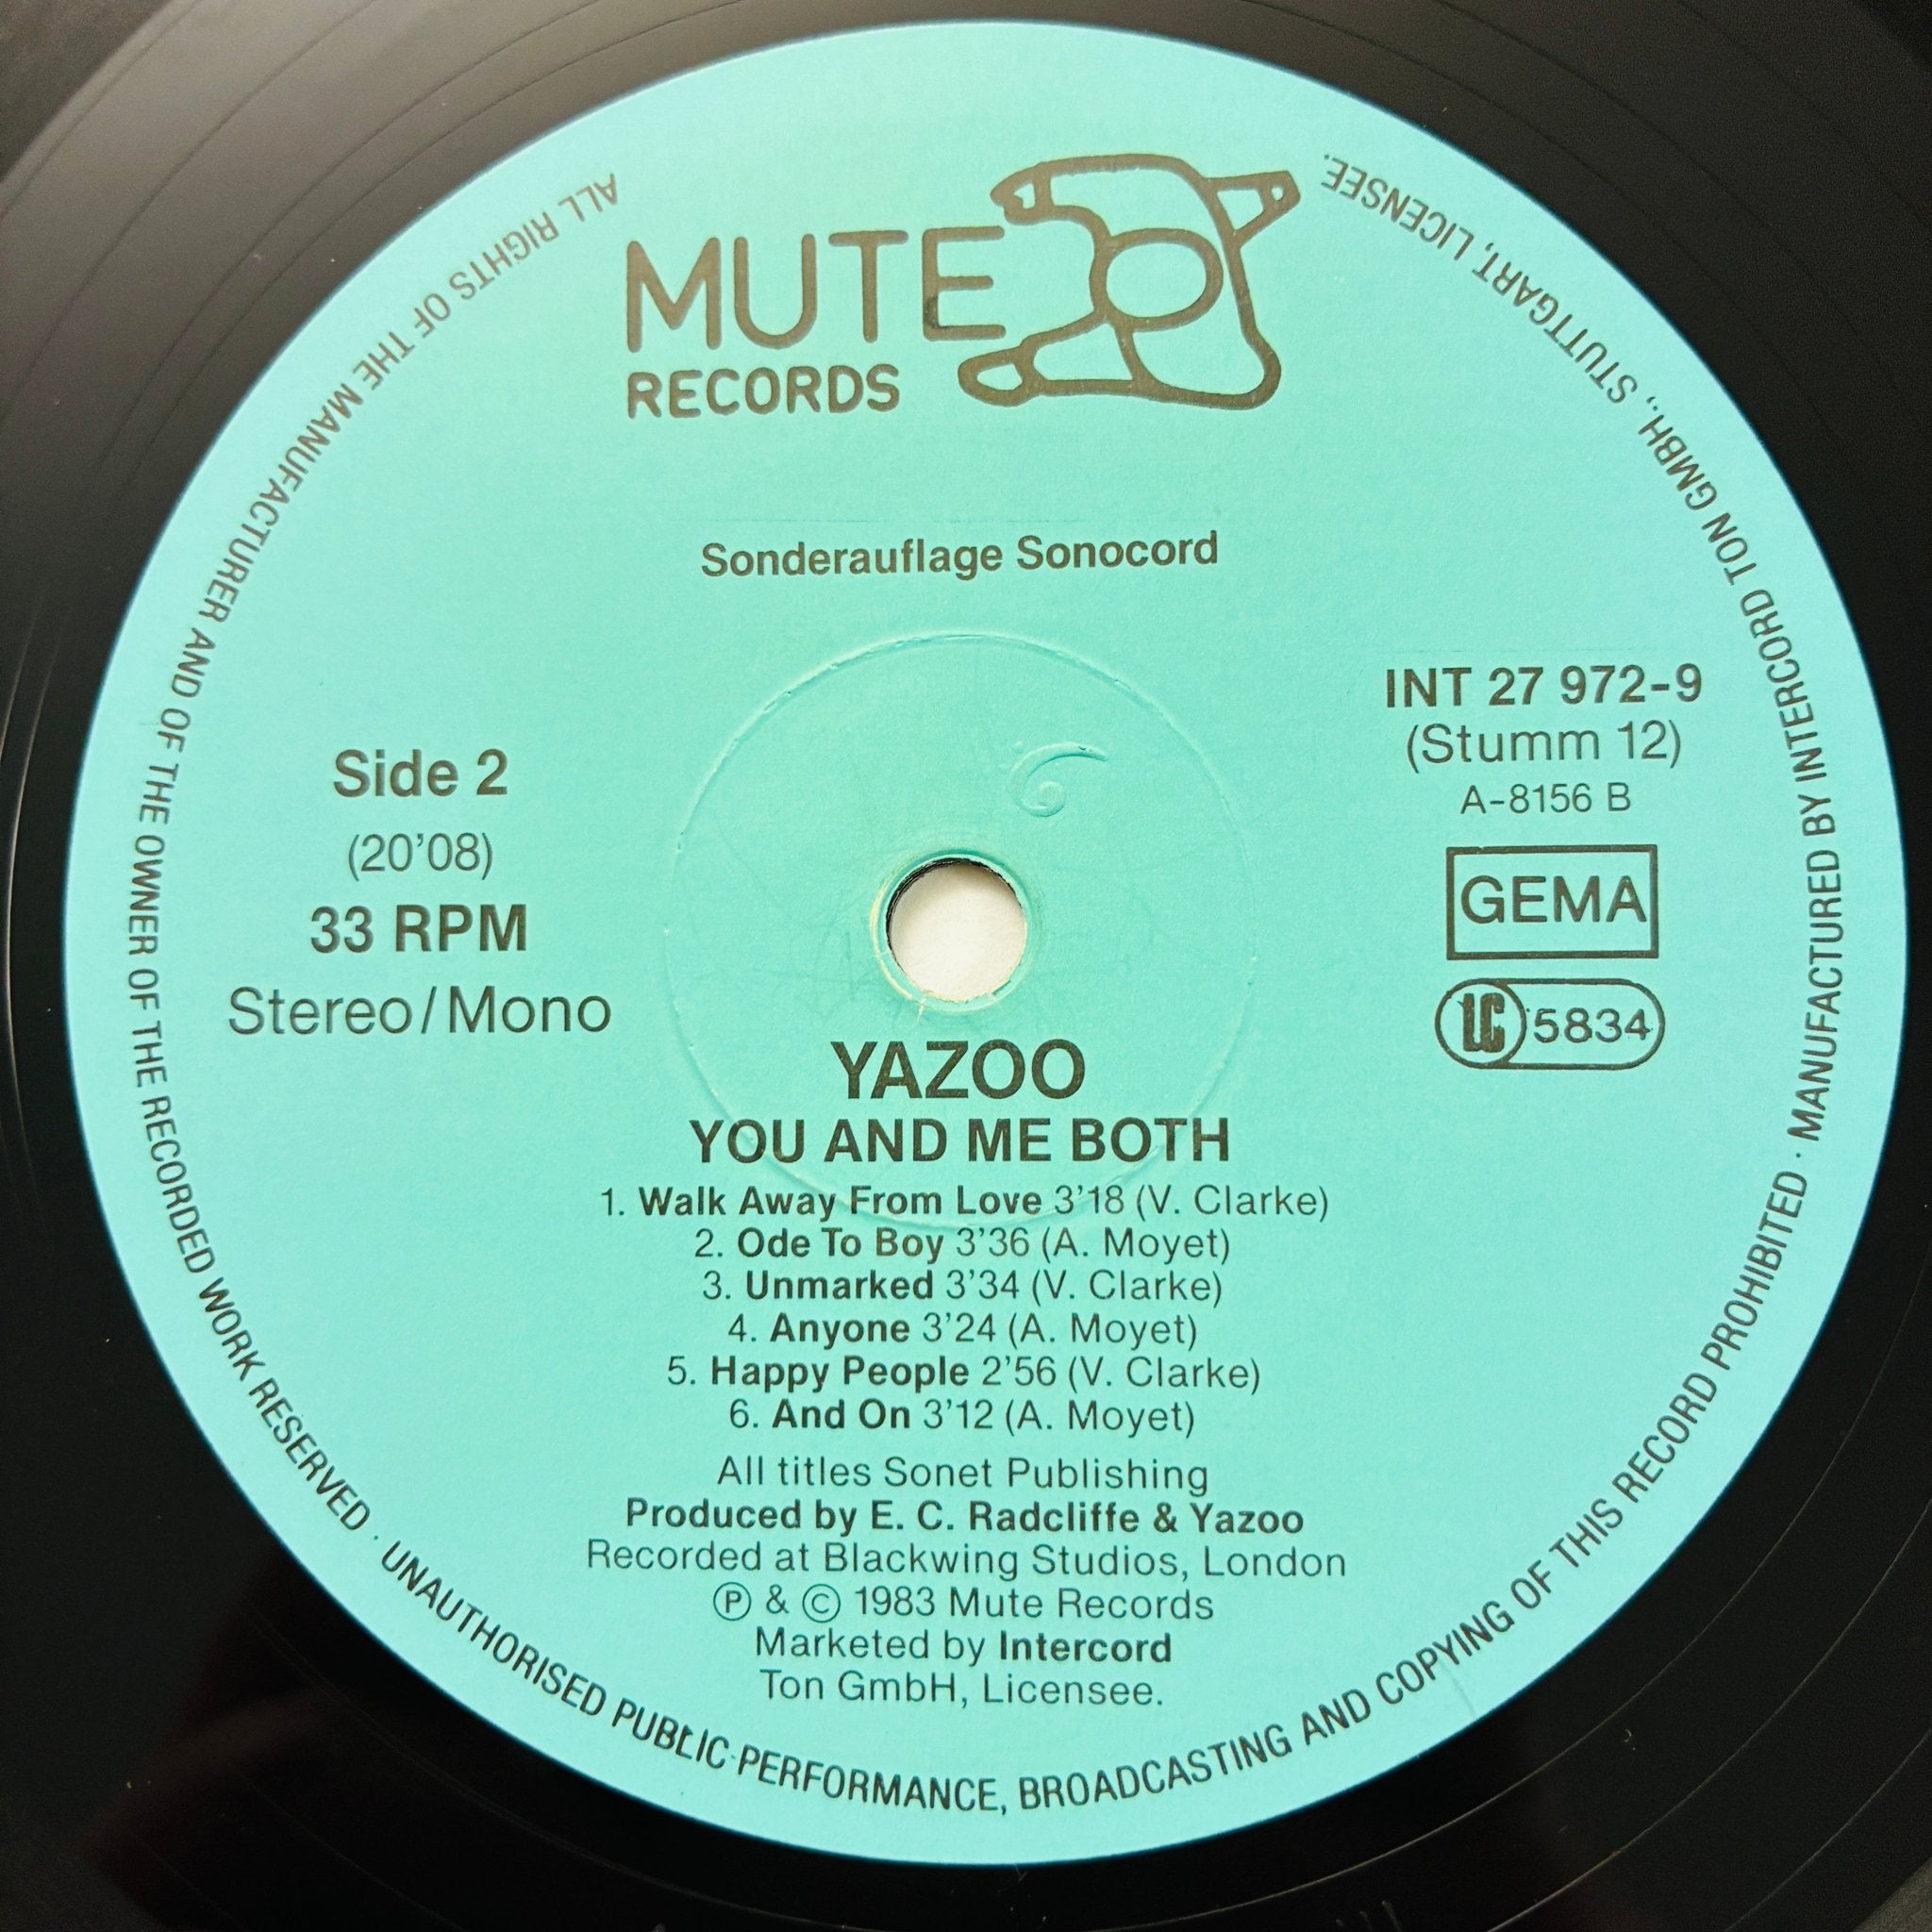 MUTE
RECORDS
Sonderauflage Sonocord
INT 27 972-9
(Stumm 12)
A-8156 B
GEMA
LC 5834
Side 2
(20'08)
33 RPM
Stereo/Mono
YAZOO
YOU AND ME BOTH
1. Walk Away From Love 3'18 (V. Clarke)
2. Ode To Boy 3'36 (A. Moyet)
3. Unmarked 3'34 (V. Clarke)
4. Anyone 3'24 (A. Moyet)
5. Happy People 2'56 (V. Clarke)
6. And On 3'12 (A. Moyet)
All titles Sonet Publishing
Produced by E. C. Radcliffe & Yazoo
Recorded at Blackwing Studios, London
Ⓟ & © 1983 Mute Records
Marketed by Intercord
Ton GmbH, Licensee.
ALL RIGHTS OF THE MANUFACTURER AND OF THE OWNER OF THE RECORDED WORK RESERVED · UNAUTHORISED PUBLIC PERFORMANCE, BROADCASTING AND COPYING OF THIS RECORD PROHIBITED · MANUFACTURED BY INTERCORD TON GMBH., STUTTGART, LICENSEE.